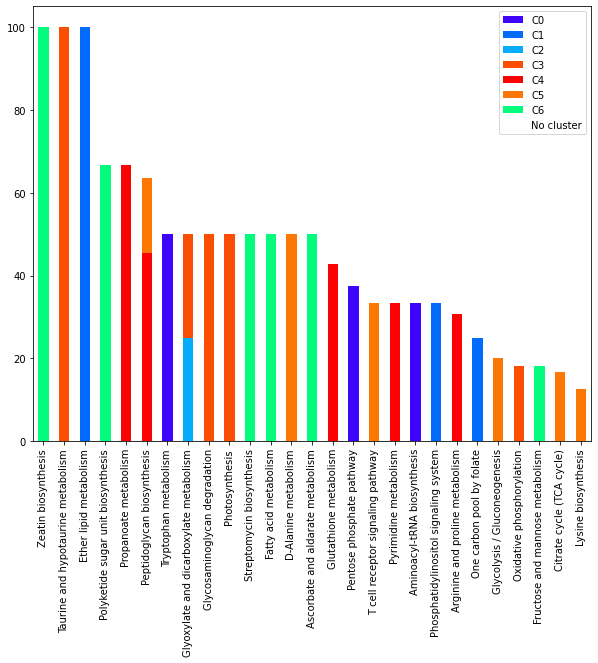 100
80
60
40
20
0
C0
C1
C2
C3
C4
C5
C6
No cluster
Zeatin biosynthesis
Taurine and hypotaurine metabolism
Ether lipid metabolism
Polyketide sugar unit biosynthesis
Propanoate metabolism
Peptidoglycan biosynthesis
Tryptophan metabolism
Glyoxylate and dicarboxylate metabolism
Glycosaminoglycan degradation
Photosynthesis
Streptomycin biosynthesis
Fatty acid metabolism
D-Alanine metabolism
Ascorbate and aldarate metabolism
Glutathione metabolism
Pentose phosphate pathway
T cell receptor signaling pathway
Pyrimidine metabolism
Aminoacyl-tRNA biosynthesis
Phosphatidylinositol signaling system
Arginine and proline metabolism
One carbon pool by folate
Glycolysis / Gluconeogenesis
Oxidative phosphorylation
Fructose and mannose metabolism
Citrate cycle (TCA cycle)
Lysine biosynthesis